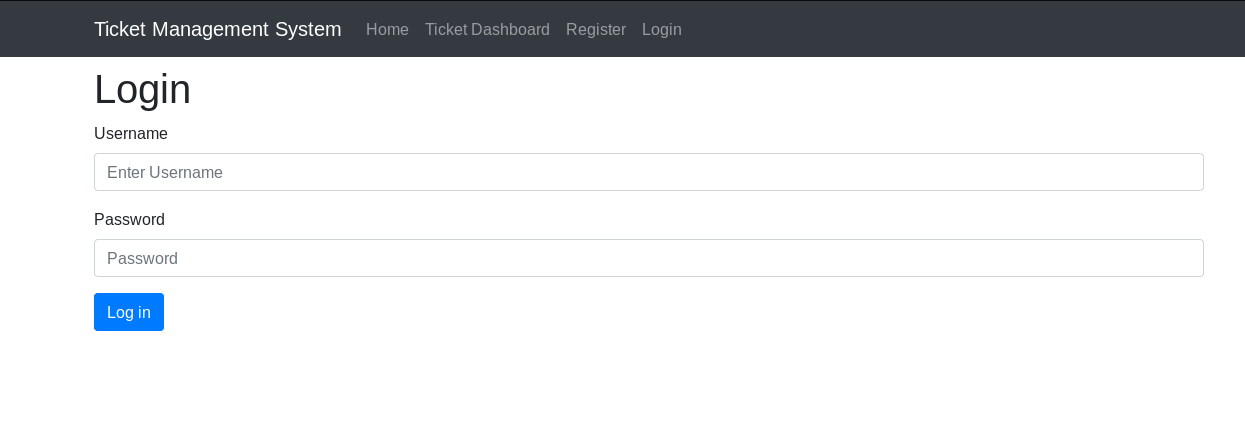 Ticket Management System Home Ticket Dashboard Register Login
Login
Username
Enter Username
Password
Password
Log in